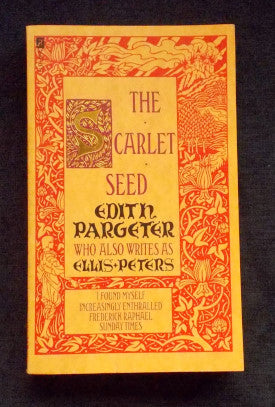 THE
SCARLET
SEED
EDITH
PARGETER
WHO ALSO WRITES AS
ELLIS PETERS
I FOUND MYSELF
INCREASINGLY ENTHRALLED
FREDERICK RAPHAEL
SUNDAY TIMES